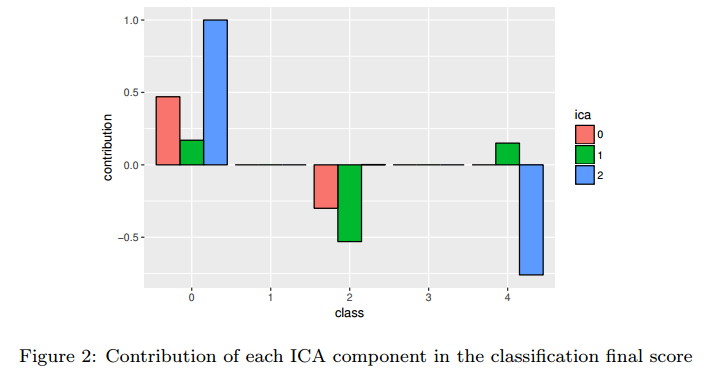 1.0
0.5
0.0
−0.5
contribution
0 1 2 3 4
class
ica
0
1
2
Figure 2: Contribution of each ICA component in the classification final score